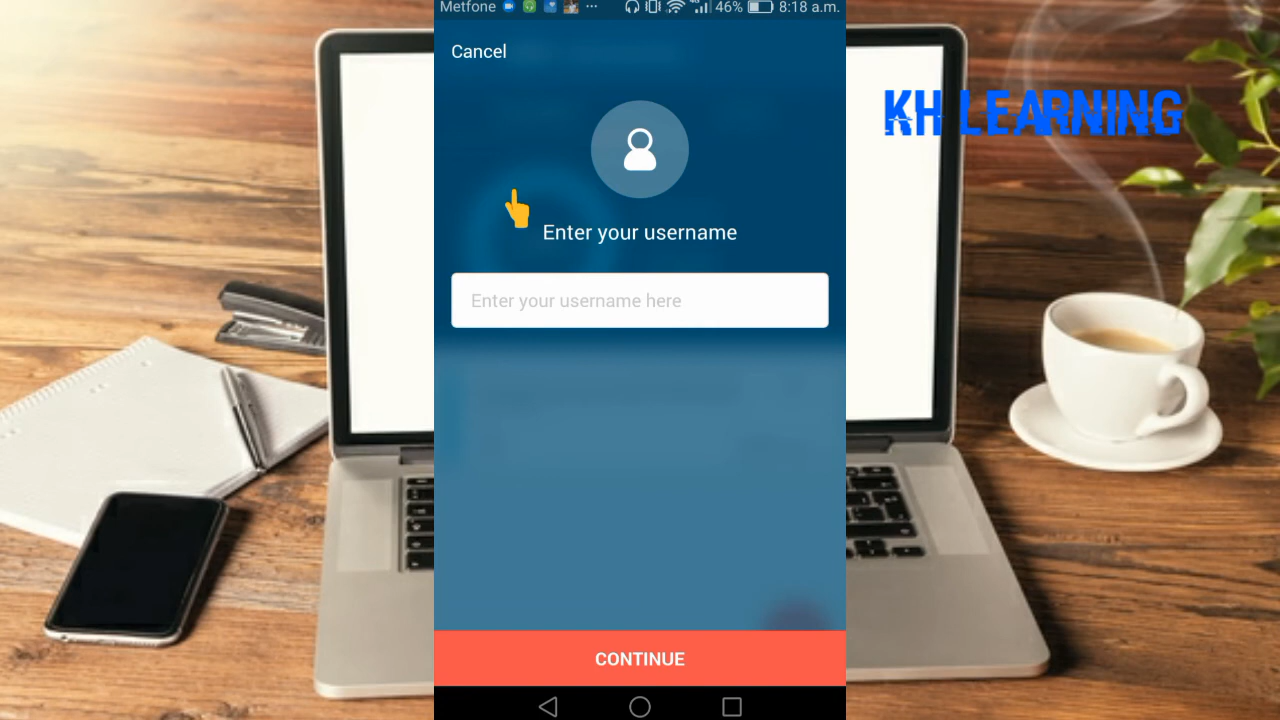 Metfone 46% 8:18 a.m.
Cancel
KH LEARNING
Enter your username
Enter your username here
CONTINUE